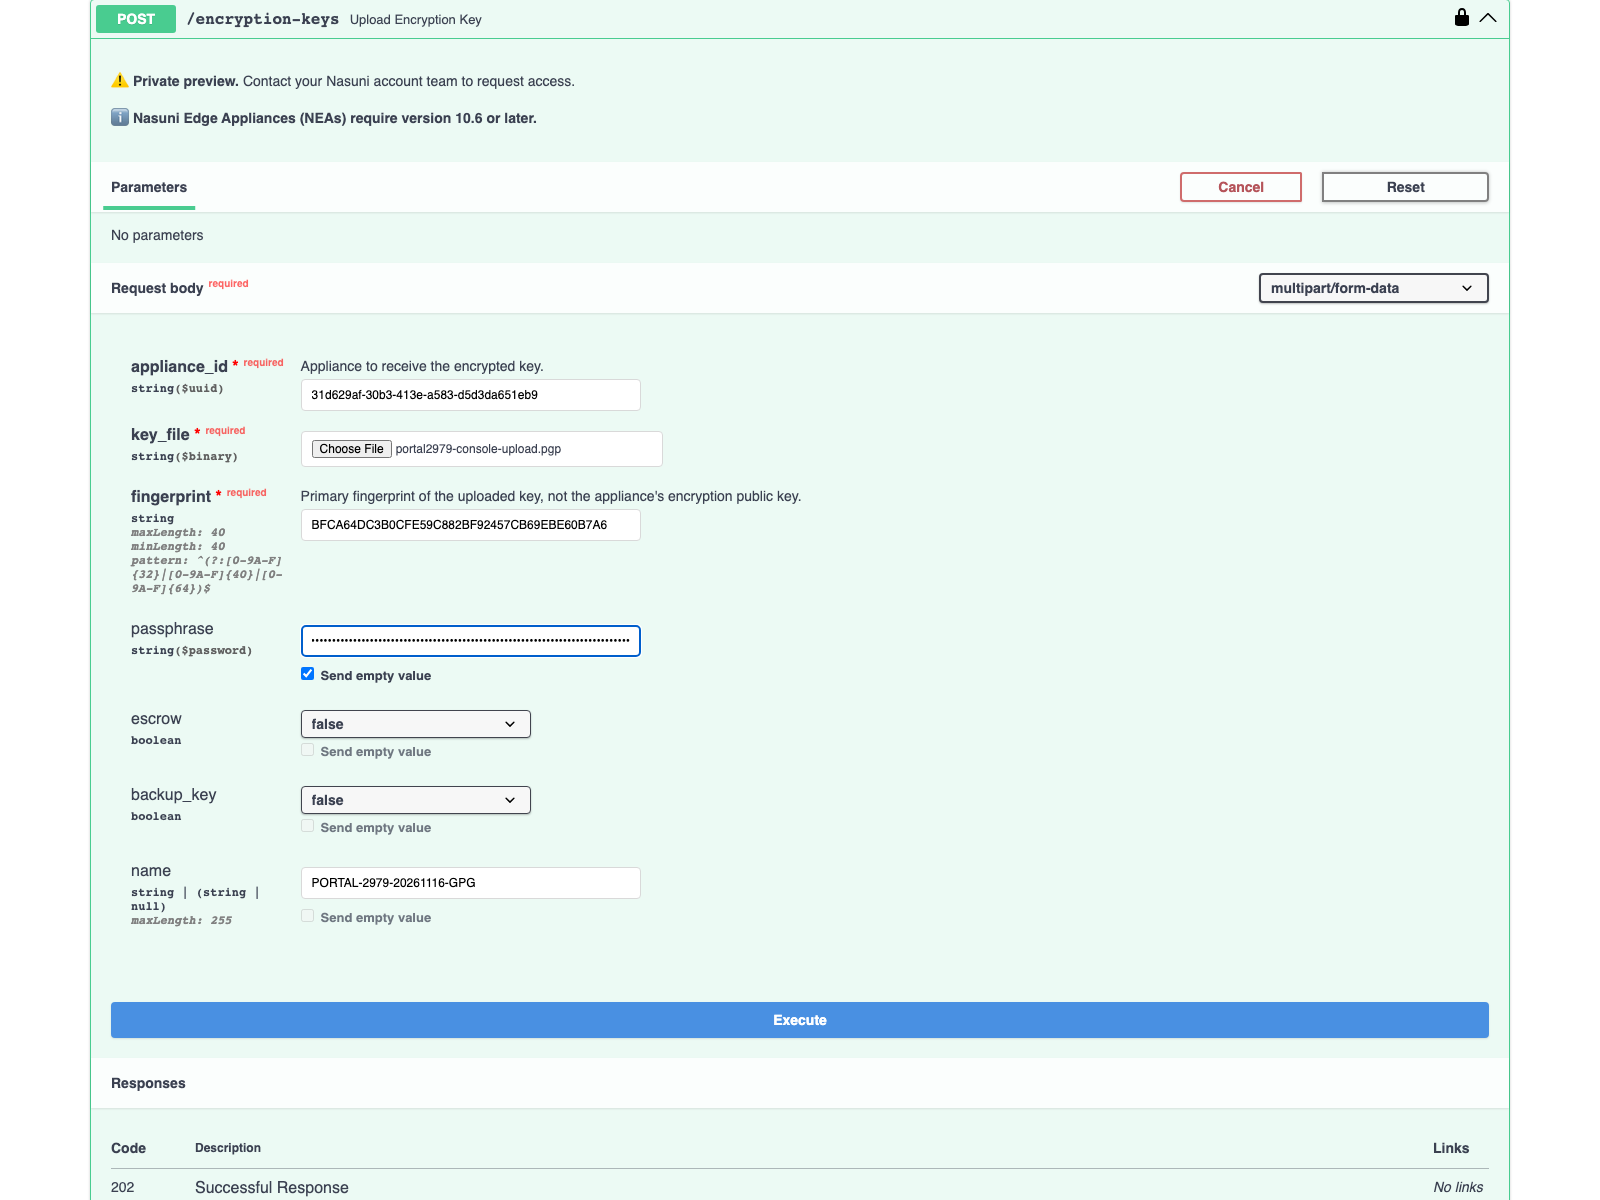 POST /encryption-keys Upload Encryption Key
⚠️ Private preview. Contact your Nasuni account team to request access.
ℹ️ Nasuni Edge Appliances (NEAs) require version 10.6 or later.
Parameters
Cancel
Reset
No parameters
Request body required
multipart/form-data
appliance_id * required
string($uuid)
Appliance to receive the encrypted key.
31d629af-30b3-413e-a583-d5d3da651eb9
key_file * required
string($binary)
Choose File portal2979-console-upload.pgp
fingerprint * required
string
maxLength: 40
minLength: 40
pattern: ^(?:[0-9A-F]
{32}|[0-9A-F]{40}|[0-
9A-F]{64})$
Primary fingerprint of the uploaded key, not the appliance's encryption public key.
BFCA64DC3B0CFE59C882BF92457CB69EBE60B7A6
passphrase
string($password)
Send empty value
escrow
boolean
false
Send empty value
backup_key
boolean
false
Send empty value
name
string | (string |
null)
maxLength: 255
PORTAL-2979-20261116-GPG
Send empty value
Execute
Responses
Code Description Links
202 Successful Response No links